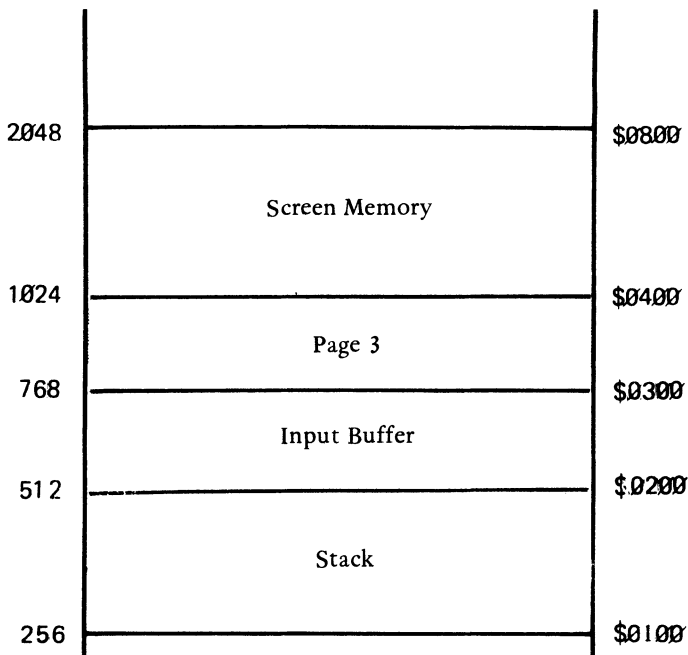 2048 $0800
Screen Memory
1024 $0400
Page 3
768 $0300
Input Buffer
512 $0200
Stack
256 $0100